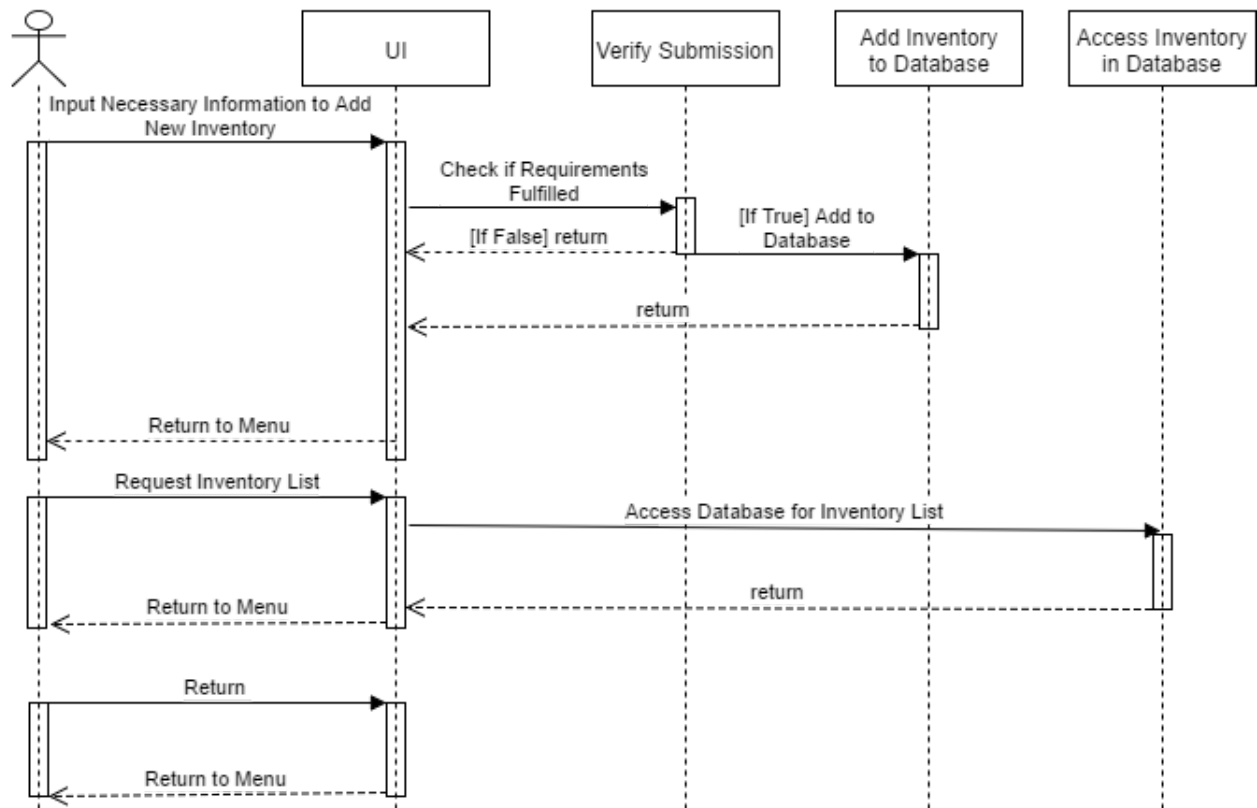 UI
Verify Submission
Add Inventory
to Database
Access Inventory
in Database
Input Necessary Information to Add
New Inventory
Check if Requirements
Fulfilled
[If True] Add to
Database
[If False] return
return
Return to Menu
Request Inventory List
Access Database for Inventory List
return
Return to Menu
Return
Return to Menu